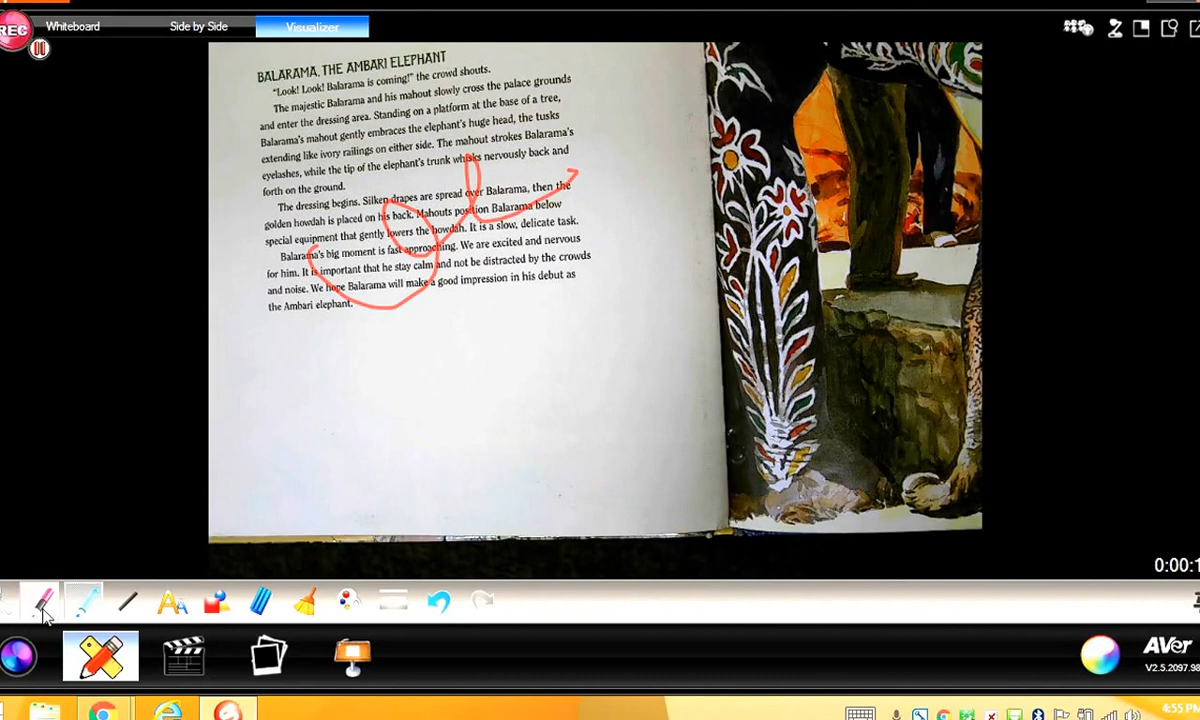 REC
Whiteboard
Side by Side
Visualizer
BALARAMA, THE AMBARI ELEPHANT
"Look! Look! Balarama is coming!" the crowd shouts.
The majestic Balarama and his mahout slowly cross the palace grounds
and enter the dressing area. Standing on a platform at the base of a tree,
Balarama's mahout gently embraces the elephant's huge head, the tusks
extending like ivory railings on either side. The mahout strokes Balarama's
eyelashes, while the tip of the elephant's trunk whisks nervously back and
forth on the ground.
The dressing begins. Silken drapes are spread over Balarama, then the
golden howdah is placed on his back. Mahouts position Balarama below
special equipment that gently lowers the howdah. It is a slow, delicate task.
Balarama's big moment is fast approaching. We are excited and nervous
for him. It is important that he stay calm and not be distracted by the crowds
and noise. We hope Balarama will make a good impression in his debut as
the Ambari elephant.
0:00:1
AVer
V2.5.2097.98
4:55 PM